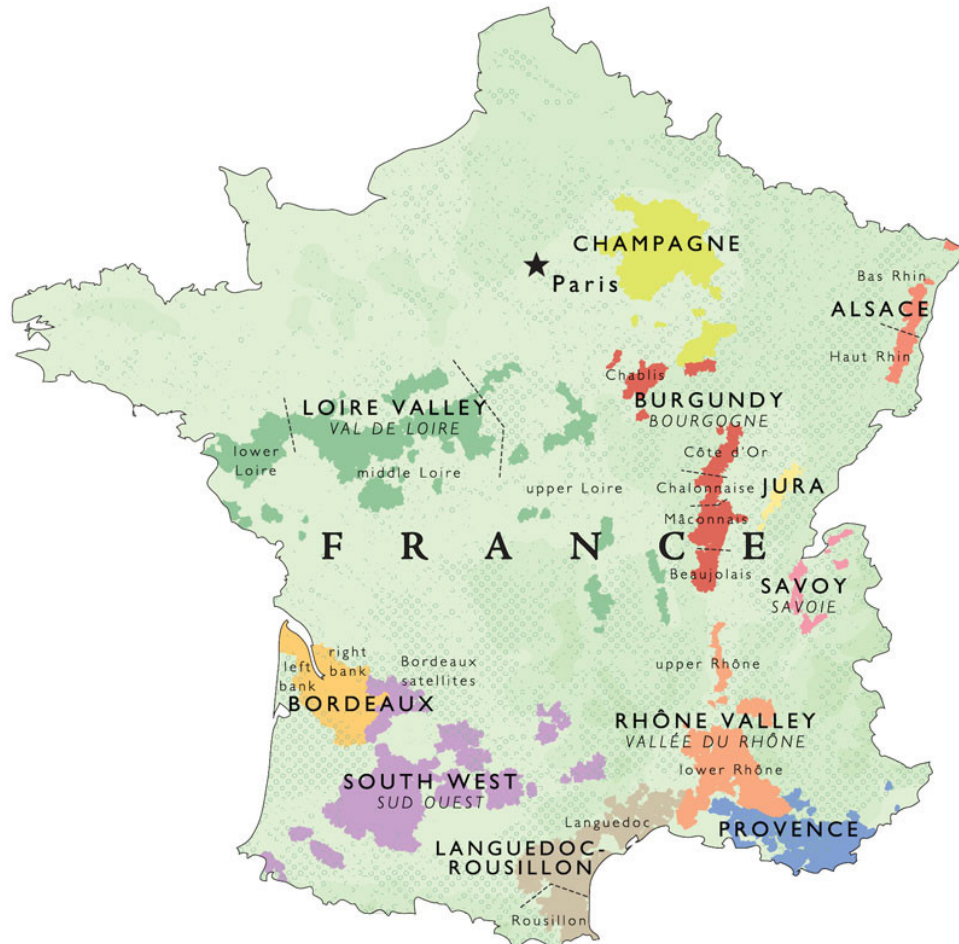 CHAMPAGNE
Paris
Bas Rhin
ALSACE
Haut Rhin
Chablis
BURGUNDY
BOURGOGNE
LOIRE VALLEY
VAL DE LOIRE
lower
Loire
middle Loire
upper Loire
Côte d'Or
Chalonnaise
JURA
Mâconnais
FRANCE
Beaujolais
SAVOY
SAVOIE
left
bank
right
bank
BORDEAUX
Bordeaux
satellites
upper Rhône
RHÔNE VALLEY
VALLÉE DU RHÔNE
lower Rhône
SOUTH WEST
SUD OUEST
Languedoc
PROVENCE
LANGUEDOC-
ROUSILLON
Rousillon